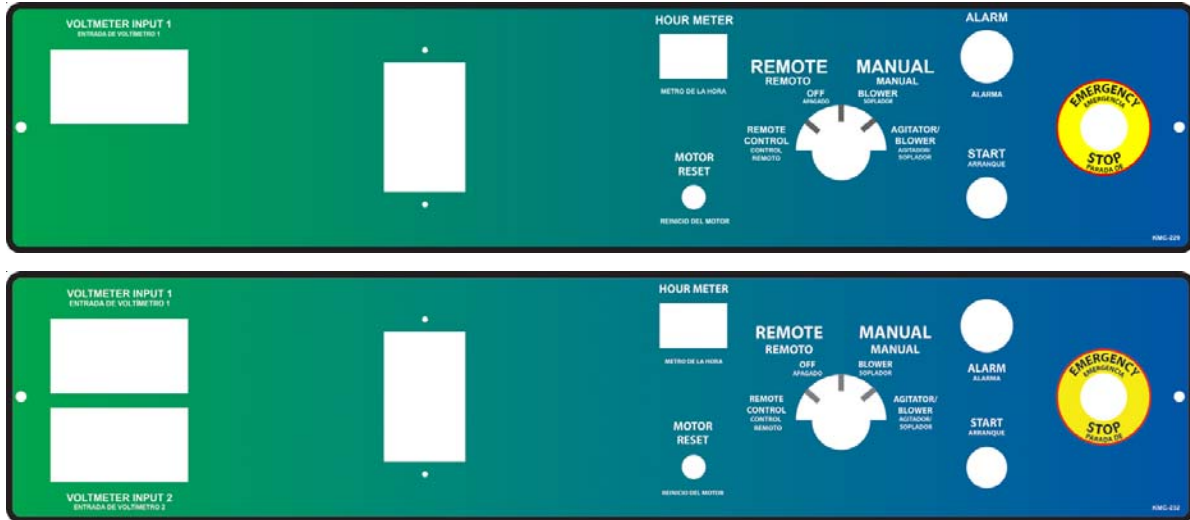 VOLTMETER INPUT 1
ENTRADA DE VOLTÍMETRO 1
HOUR METER
METRO DE LA HORA
MOTOR
RESET
REINICIO DEL MOTOR
REMOTE
REMOTO
MANUAL
MANUAL
OFF
APAGADO
BLOWER
SOPLADOR
REMOTE
CONTROL
CONTROL
REMOTO
AGITATOR/
BLOWER
AGITADOR/
SOPLADOR
ALARM
ALARMA
START
ARRANQUE
EMERGENCY
EMERGENCIA
STOP
PARADA DE
KMG-229
VOLTMETER INPUT 1
ENTRADA DE VOLTÍMETRO 1
VOLTMETER INPUT 2
ENTRADA DE VOLTÍMETRO 2
HOUR METER
METRO DE LA HORA
MOTOR
RESET
REINICIO DEL MOTOR
REMOTE
REMOTO
MANUAL
MANUAL
OFF
APAGADO
BLOWER
SOPLADOR
REMOTE
CONTROL
CONTROL
REMOTO
AGITATOR/
BLOWER
AGITADOR/
SOPLADOR
ALARM
ALARMA
START
ARRANQUE
EMERGENCY
EMERGENCIA
STOP
PARADA DE
KMG-232